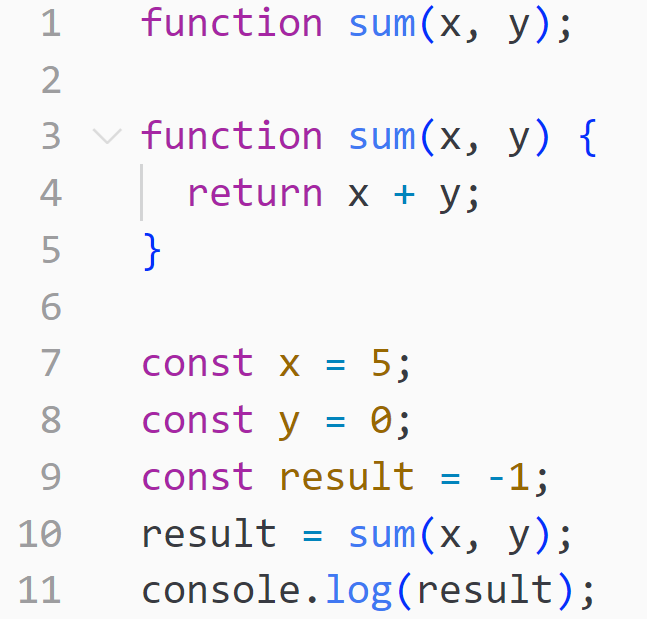 1 function sum(x, y);
2
3 function sum(x, y) {
4   return x + y;
5 }
6
7 const x = 5;
8 const y = 0;
9 const result = -1;
10 result = sum(x, y);
11 console.log(result);